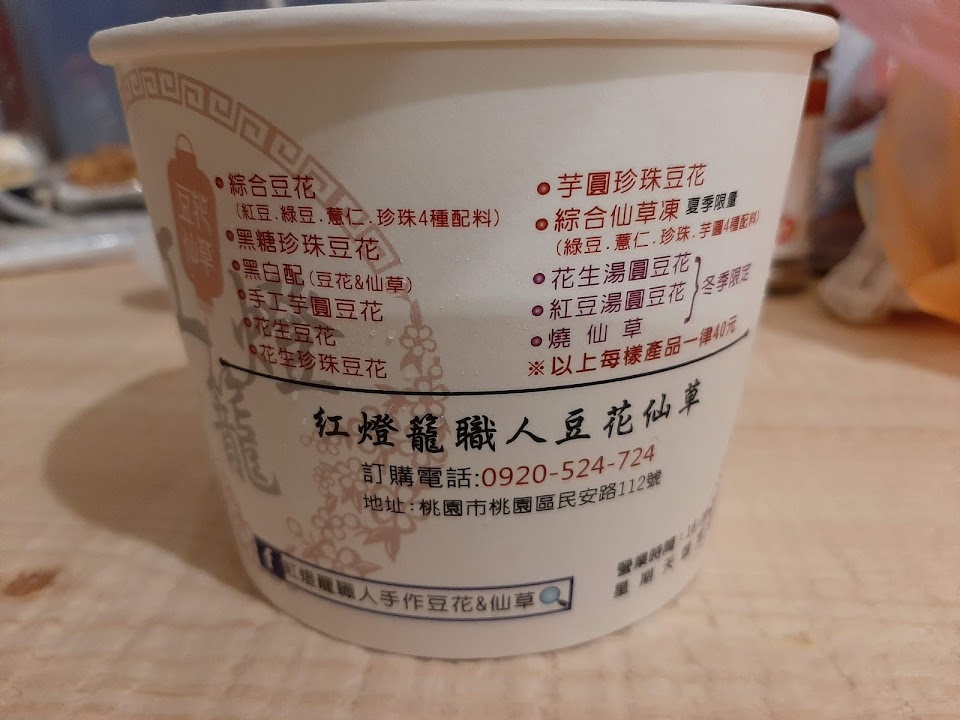 豆花
仙草
綜合豆花
(紅豆.綠豆.薏仁.珍珠4種配料)
黑糖珍珠豆花
黑白配(豆花&仙草)
手工芋圓豆花
花生豆花
花生珍珠豆花
芋圓珍珠豆花
綜合仙草凍 夏季限量
(綠豆.薏仁.珍珠.芋圓4種配料)
花生湯圓豆花
紅豆湯圓豆花
冬季限定
燒仙草
※以上每樣產品一律40元
紅燈籠職人豆花仙草
訂購電話:0920-524-724
地址:桃園市桃園區民安路112號
紅燈籠職人手作豆花&仙草
營業時間:
星期天